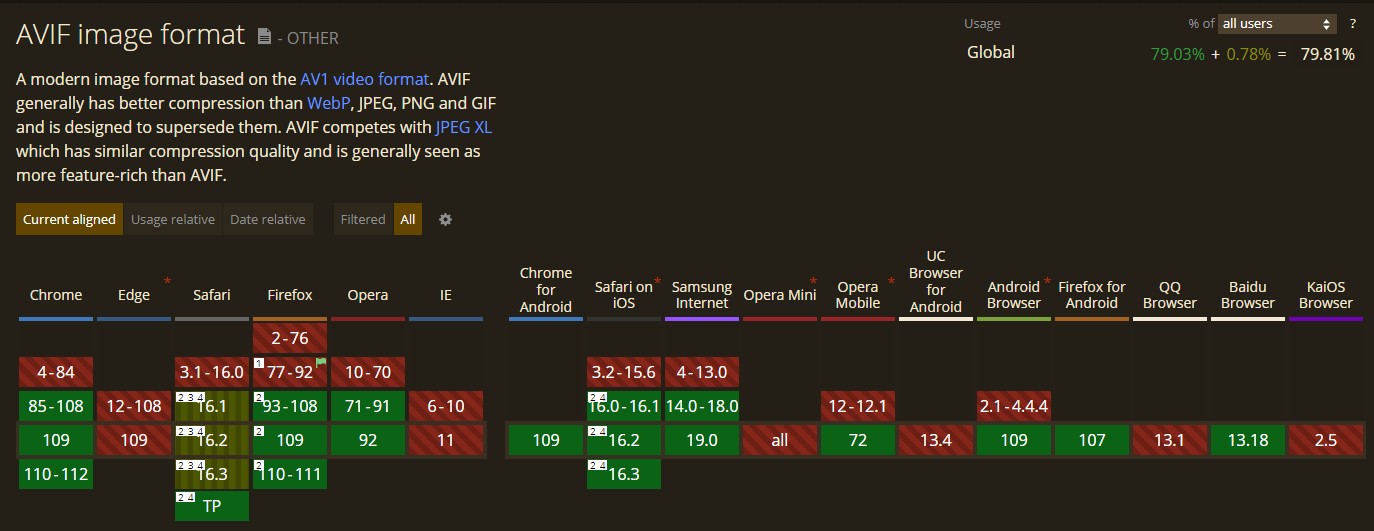 AVIF image format - OTHER
Usage % of all users ?
Global 79.03% + 0.78% = 79.81%
A modern image format based on the AV1 video format. AVIF
generally has better compression than WebP, JPEG, PNG and GIF
and is designed to supersede them. AVIF competes with JPEG XL
which has similar compression quality and is generally seen as
more feature-rich than AVIF.
Current aligned Usage relative Date relative Filtered All
Chrome
Edge *
Safari
Firefox
Opera
IE
Chrome
for
Android
Safari on *
iOS
Samsung
Internet
Opera Mini *
Opera *
Mobile
UC
Browser
for
Android
Android *
Browser
Firefox for
Android
QQ
Browser
Baidu
Browser
KaiOS
Browser
2-76
4-84 3.1-16.0 1 77-92 10-70 3.2-15.6 4-13.0
85-108 12-108 2 3 4 16.1 2 93-108 71-91 6-10 2 4 16.0-16.1 14.0-18.0 12-12.1 2.1-4.4.4
109 109 2 3 4 16.2 2 109 92 11 109 2 4 16.2 19.0 all 72 13.4 109 107 13.1 13.18 2.5
110-112 2 3 4 16.3 2 110-111 2 4 16.3
2 4 TP